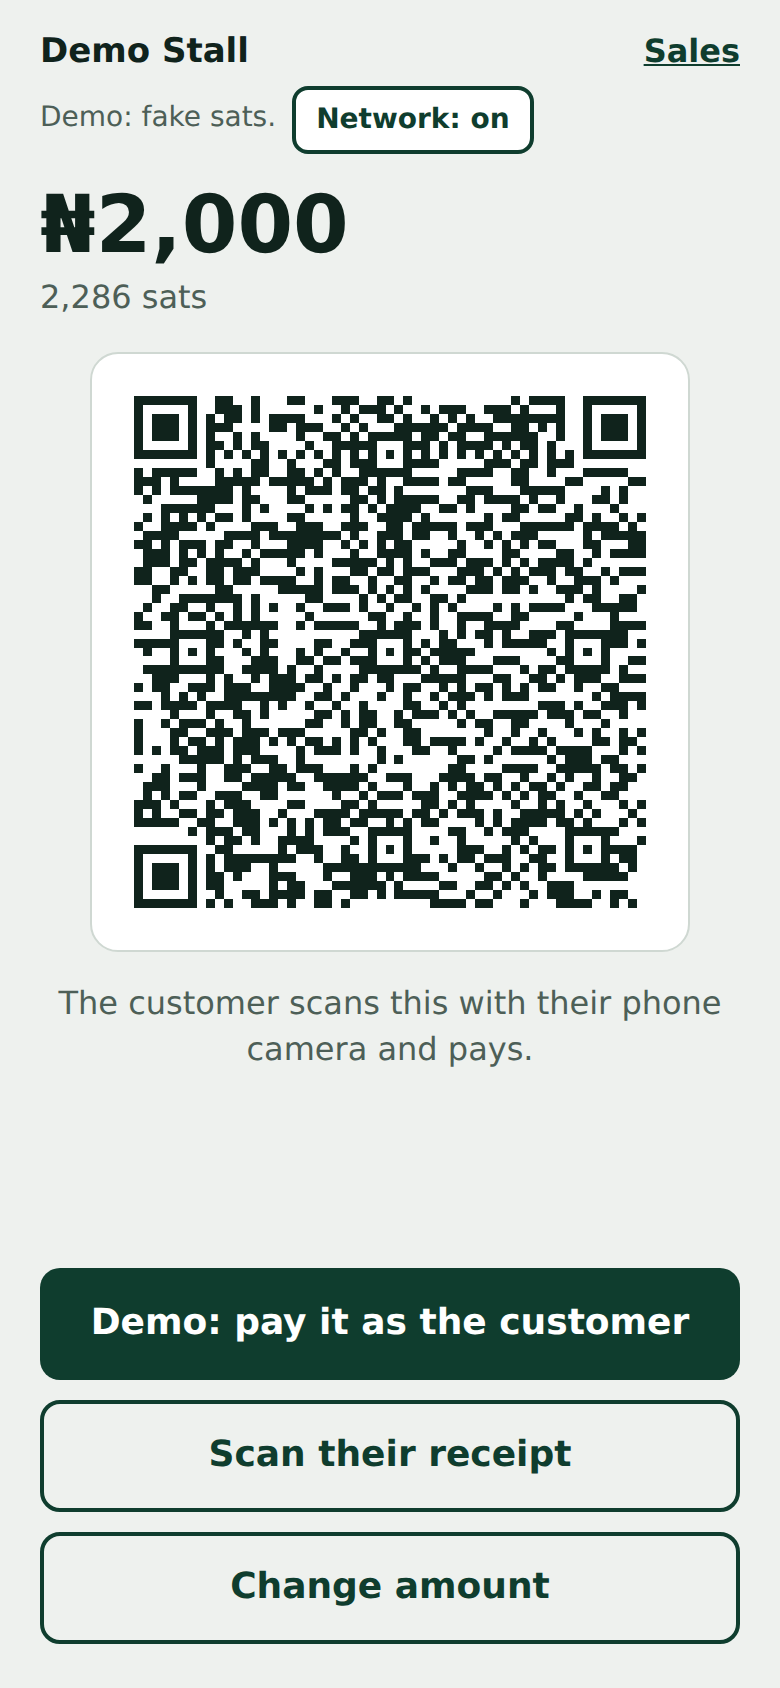 Demo Stall
Sales
Demo: fake sats.
Network: on
₦2,000
2,286 sats
The customer scans this with their phone
camera and pays.
Demo: pay it as the customer
Scan their receipt
Change amount